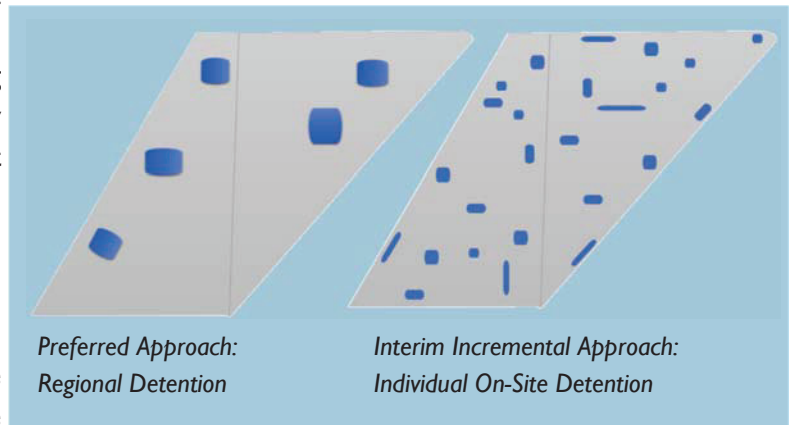 Preferred Approach:
Regional Detention
Interim Incremental Approach:
Individual On-Site Detention